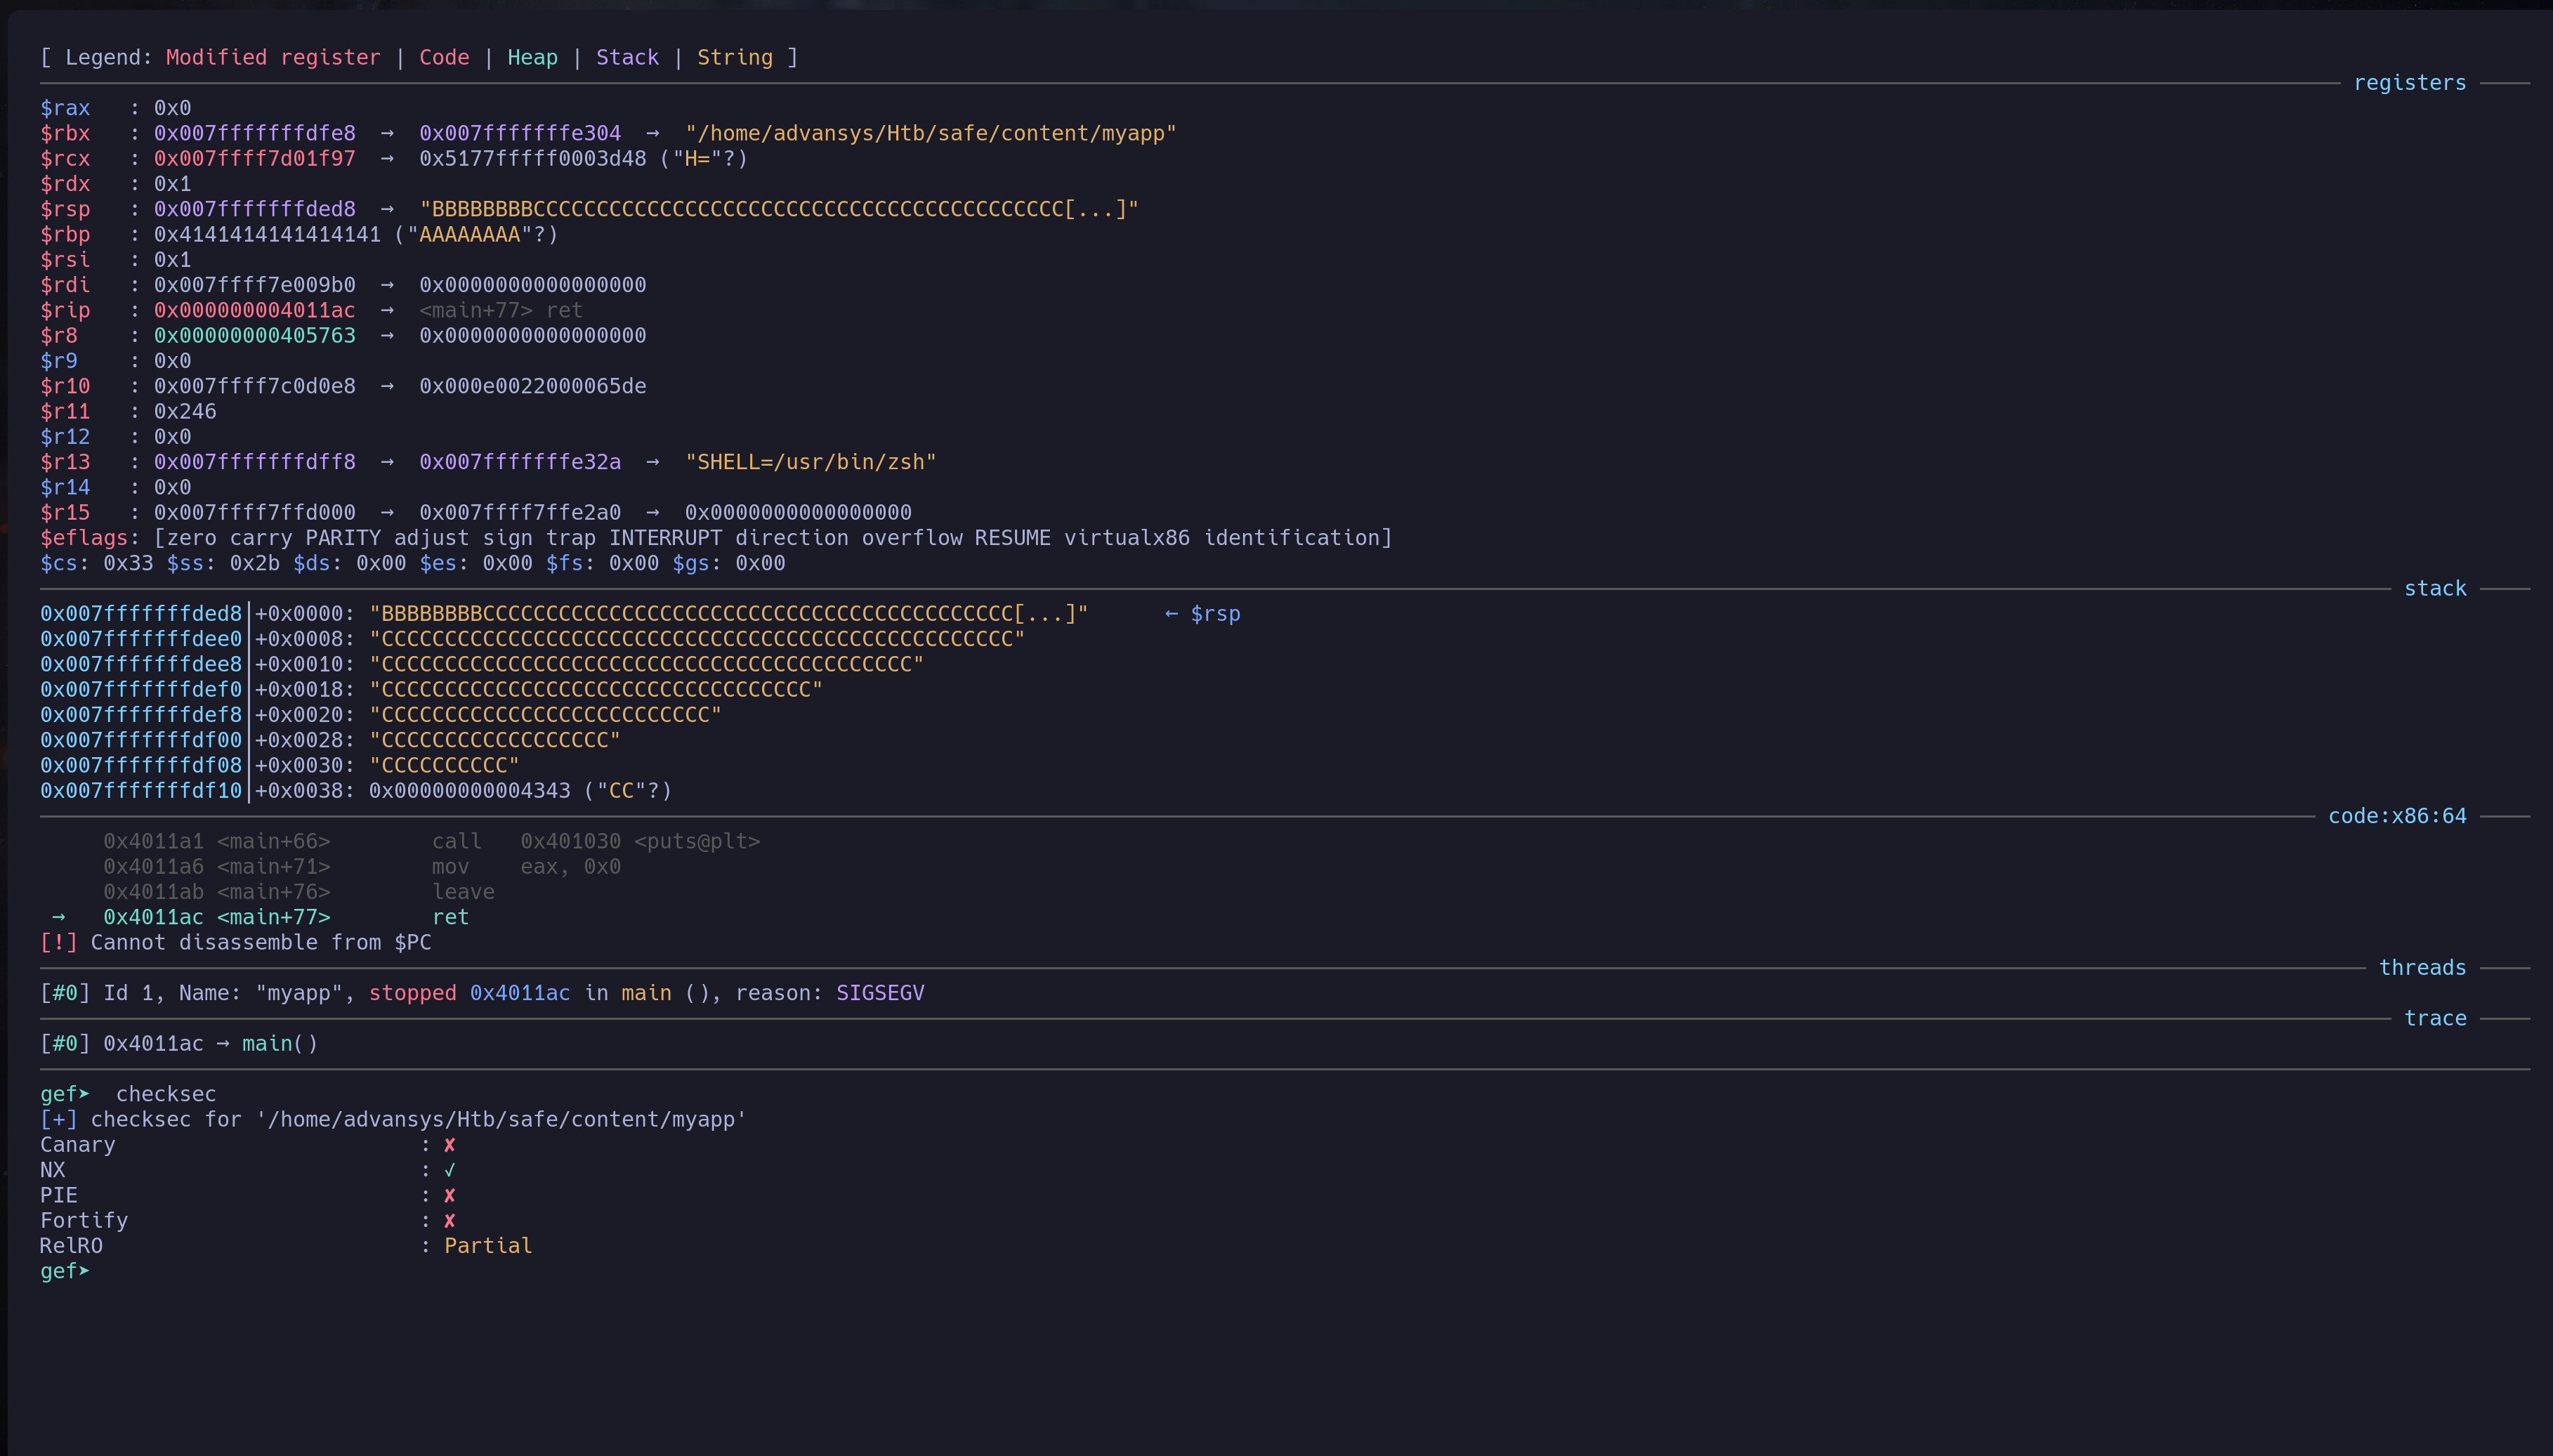 [ Legend: Modified register | Code | Heap | Stack | String ]
registers
$rax   : 0x0
$rbx   : 0x007fffffffdfe8  →  0x007fffffffe304  →  "/home/advansys/Htb/safe/content/myapp"
$rcx   : 0x007ffff7d01f97  →  0x5177fffff0003d48 ("H="?)
$rdx   : 0x1
$rsp   : 0x007fffffffded8  →  "BBBBBBBBCCCCCCCCCCCCCCCCCCCCCCCCCCCCCCCCCCCCCCCCCC[...]"
$rbp   : 0x4141414141414141 ("AAAAAAAA"?)
$rsi   : 0x1
$rdi   : 0x007ffff7e009b0  →  0x0000000000000000
$rip   : 0x000000004011ac  →  <main+77> ret
$r8    : 0x00000000405763  →  0x0000000000000000
$r9    : 0x0
$r10   : 0x007ffff7c0d0e8  →  0x000e0022000065de
$r11   : 0x246
$r12   : 0x0
$r13   : 0x007fffffffdff8  →  0x007fffffffe32a  →  "SHELL=/usr/bin/zsh"
$r14   : 0x0
$r15   : 0x007ffff7ffd000  →  0x007ffff7ffe2a0  →  0x0000000000000000
$eflags: [zero carry PARITY adjust sign trap INTERRUPT direction overflow RESUME virtualx86 identification]
$cs: 0x33 $ss: 0x2b $ds: 0x00 $es: 0x00 $fs: 0x00 $gs: 0x00
stack
0x007fffffffded8│+0x0000: "BBBBBBBBCCCCCCCCCCCCCCCCCCCCCCCCCCCCCCCCCCCCCCCCCC[...]"      ← $rsp
0x007fffffffdee0│+0x0008: "CCCCCCCCCCCCCCCCCCCCCCCCCCCCCCCCCCCCCCCCCCCCCCCCCC"
0x007fffffffdee8│+0x0010: "CCCCCCCCCCCCCCCCCCCCCCCCCCCCCCCCCCCCCCCCCC"
0x007fffffffdef0│+0x0018: "CCCCCCCCCCCCCCCCCCCCCCCCCCCCCCCCCC"
0x007fffffffdef8│+0x0020: "CCCCCCCCCCCCCCCCCCCCCCCCCC"
0x007fffffffdf00│+0x0028: "CCCCCCCCCCCCCCCCCC"
0x007fffffffdf08│+0x0030: "CCCCCCCCCC"
0x007fffffffdf10│+0x0038: 0x00000000004343 ("CC"?)
code:x86:64
     0x4011a1 <main+66>        call   0x401030 <puts@plt>
     0x4011a6 <main+71>        mov    eax, 0x0
     0x4011ab <main+76>        leave
 →   0x4011ac <main+77>        ret
[!] Cannot disassemble from $PC
threads
[#0] Id 1, Name: "myapp", stopped 0x4011ac in main (), reason: SIGSEGV
trace
[#0] 0x4011ac → main()
gef➤  checksec
[+] checksec for '/home/advansys/Htb/safe/content/myapp'
Canary                        : ✘
NX                            : ✓
PIE                           : ✘
Fortify                       : ✘
RelRO                         : Partial
gef➤